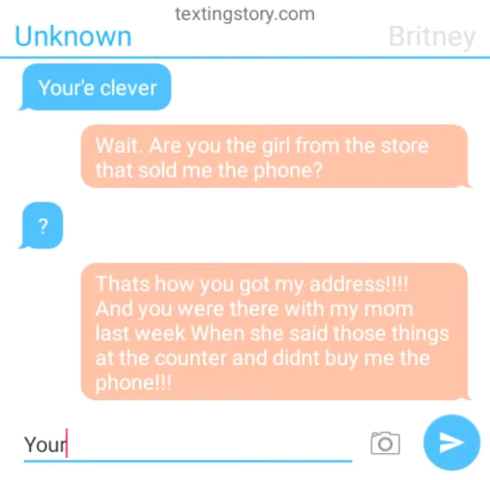 textingstory.com
Unknown
Britney
Your'e clever
Wait. Are you the girl from the store
that sold me the phone?
?
Thats how you got my address!!!!
And you were there with my mom
last week When she said those things
at the counter and didnt buy me the
phone!!!
Your